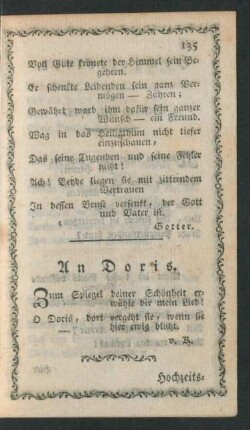 135
Voll Güte krönete der Himmel sein Be-
gehren.
Er schenkte Leidenden sein ganz Ver-
mögen — Zähren;
Gewährt ward ihm dafür sein ganzer
Wunsch — ein Freund.
Wag in das Heiligthum nicht tiefer
einzuschauen,
Das seine Tugenden und seine Fehler
mißt!
Ach! Beyde liegen sie mit zitterndem
Vertrauen
In dessen Brust versenkt, der Gott
und Vater ist.
Gotter.
An Doris.
Zum Spiegel deiner Schönheit er-
wählte dir mein Lied!
O Doris, dort vergeht sie, wenn sie
hier ewig blüht.
v. K.
Hochzeits-